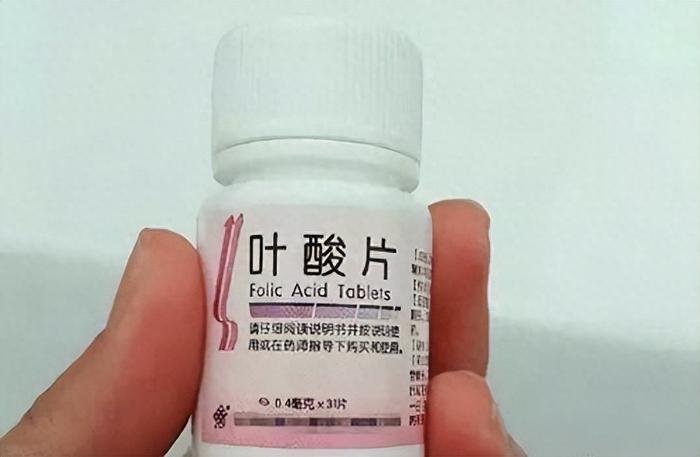 叶酸片
Folic Acid Tablets
请仔细阅读说明书并按说明使
用或在药师指导下购买和使用。
0.4毫克×31片